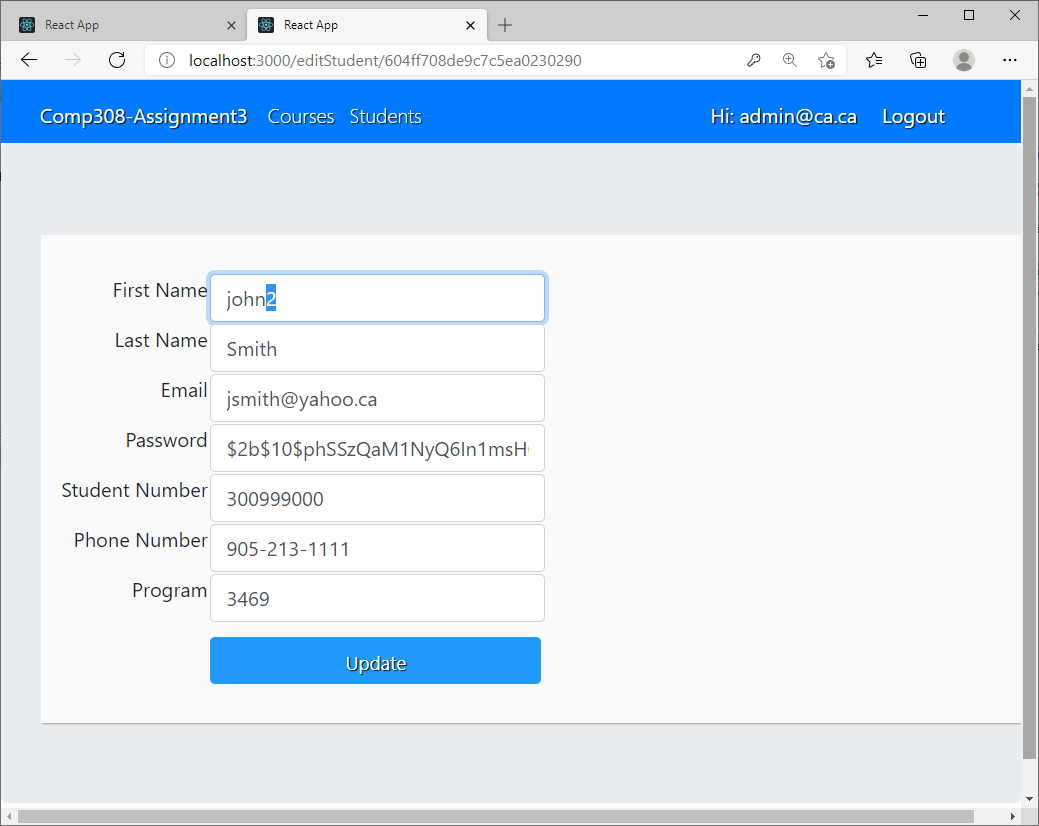 React App
React App
localhost:3000/editStudent/604ff708de9c7c5ea0230290
Comp308-Assignment3 Courses Students Hi: admin@ca.ca Logout
First Name john2
Last Name Smith
Email jsmith@yahoo.ca
Password $2b$10$phSSzQaM1NyQ6In1msH
Student Number 300999000
Phone Number 905-213-1111
Program 3469
Update